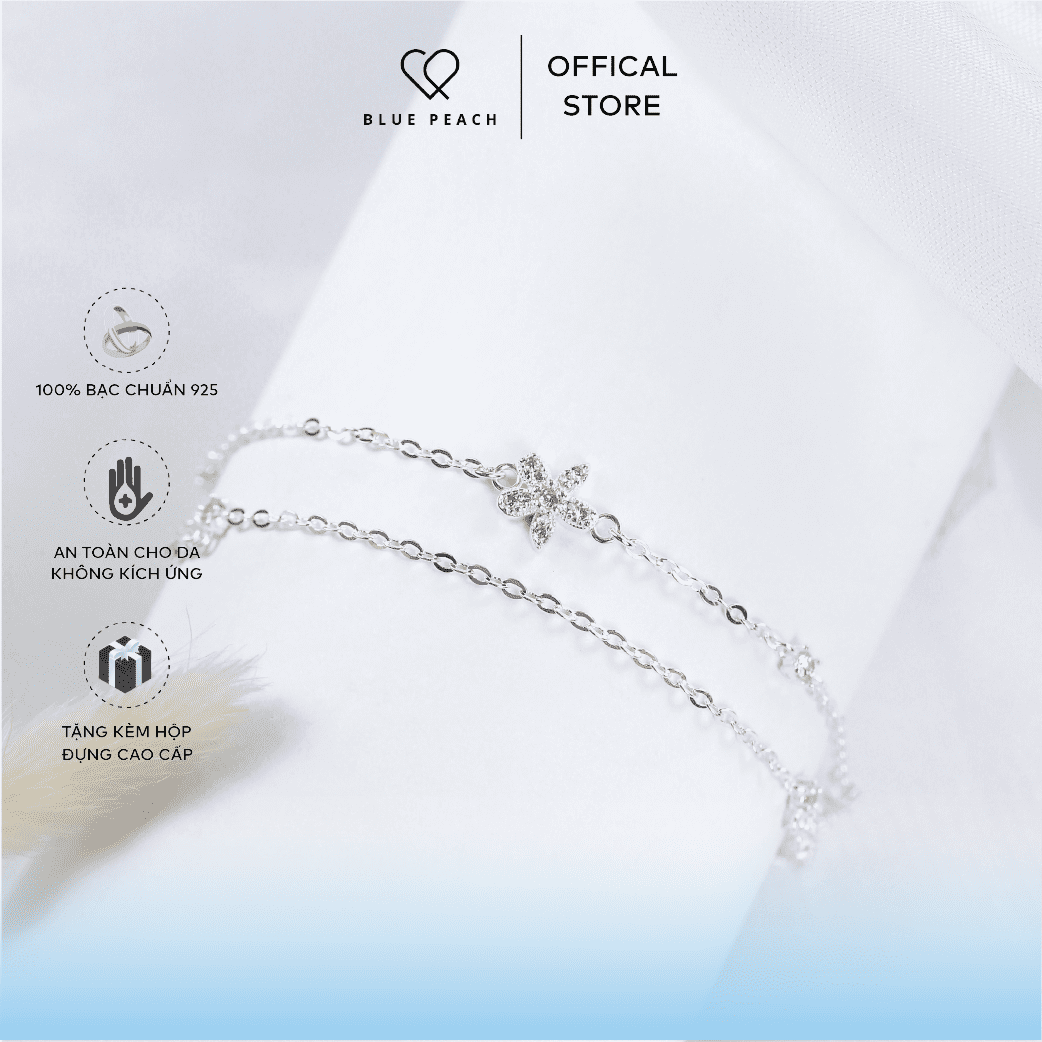 BLUE PEACH
OFFICAL
STORE
100% BẠC CHUẨN 925
AN TOÀN CHO DA
KHÔNG KÍCH ỨNG
TẶNG KÈM HỘP
ĐỰNG CAO CẤP